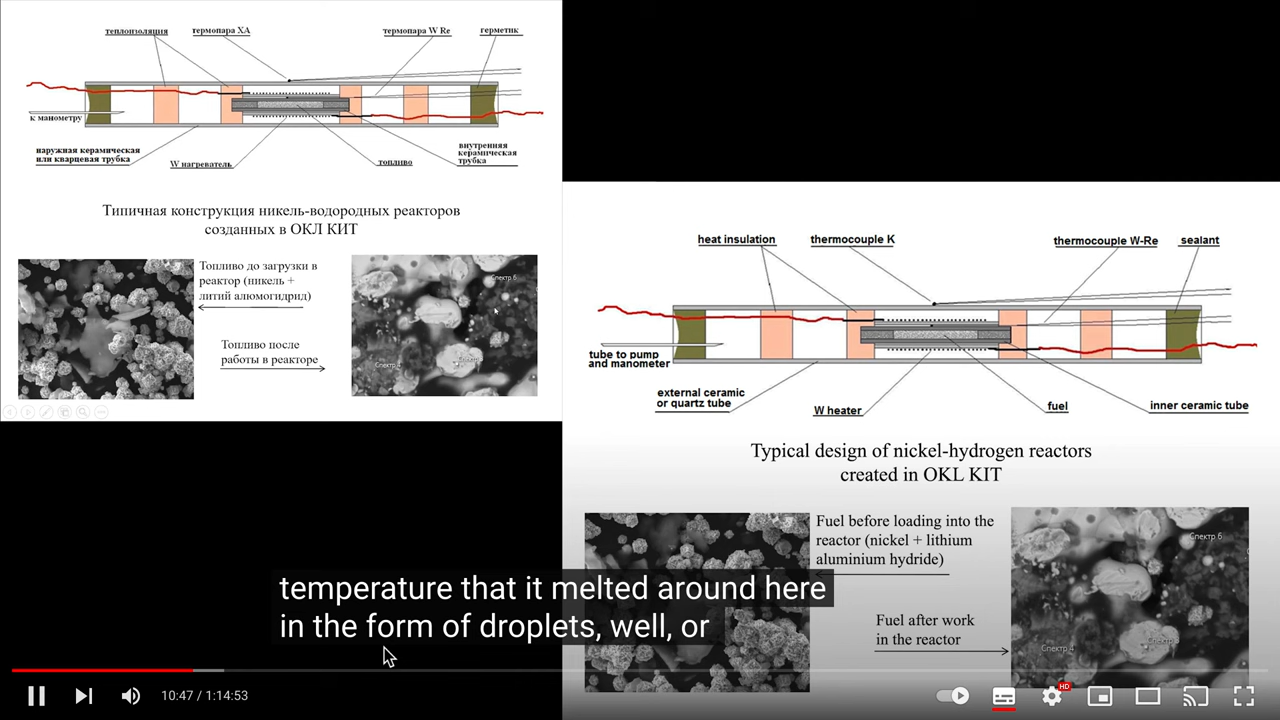 теплоизоляция
термопара ХА
термопара W Re
герметик
к манометру
наружная керамическая
или кварцевая трубка
W нагреватель
топливо
внутренняя
керамическая
трубка
Типичная конструкция никель-водородных реакторов
созданных в ОКЛ КИТ
Топливо до загрузки в
реактор (никель +
литий алюмогидрид)
Топливо после
работы в реакторе
Спектр 6
Спектр 4
heat insulation
thermocouple K
thermocouple W-Re
sealant
tube to pump
and manometer
external ceramic
or quartz tube
W heater
fuel
inner ceramic tube
Typical design of nickel-hydrogen reactors
created in OKL KIT
Fuel before loading into the
reactor (nickel + lithium
aluminium hydride)
Fuel after work
in the reactor
Спектр 6
Спектр 4
temperature that it melted around here
in the form of droplets, well, or
10:47 / 1:14:53
HD